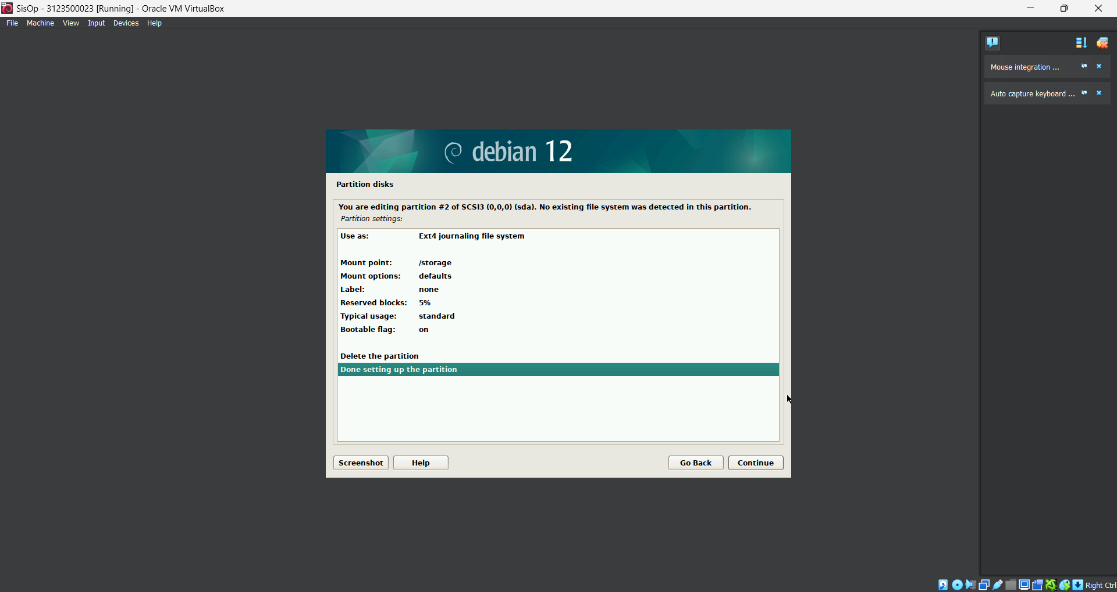 SisOp - 3123500023 [Running] - Oracle VM VirtualBox
File Machine View Input Devices Help
Mouse integration ...
Auto capture keyboard ...
debian 12
Partition disks
You are editing partition #2 of SCSI3 (0,0,0) (sda). No existing file system was detected in this partition.
Partition settings:
Use as: Ext4 journaling file system
Mount point: /storage
Mount options: defaults
Label: none
Reserved blocks: 5%
Typical usage: standard
Bootable flag: on
Delete the partition
Done setting up the partition
Screenshot Help Go Back Continue
Right Ctrl